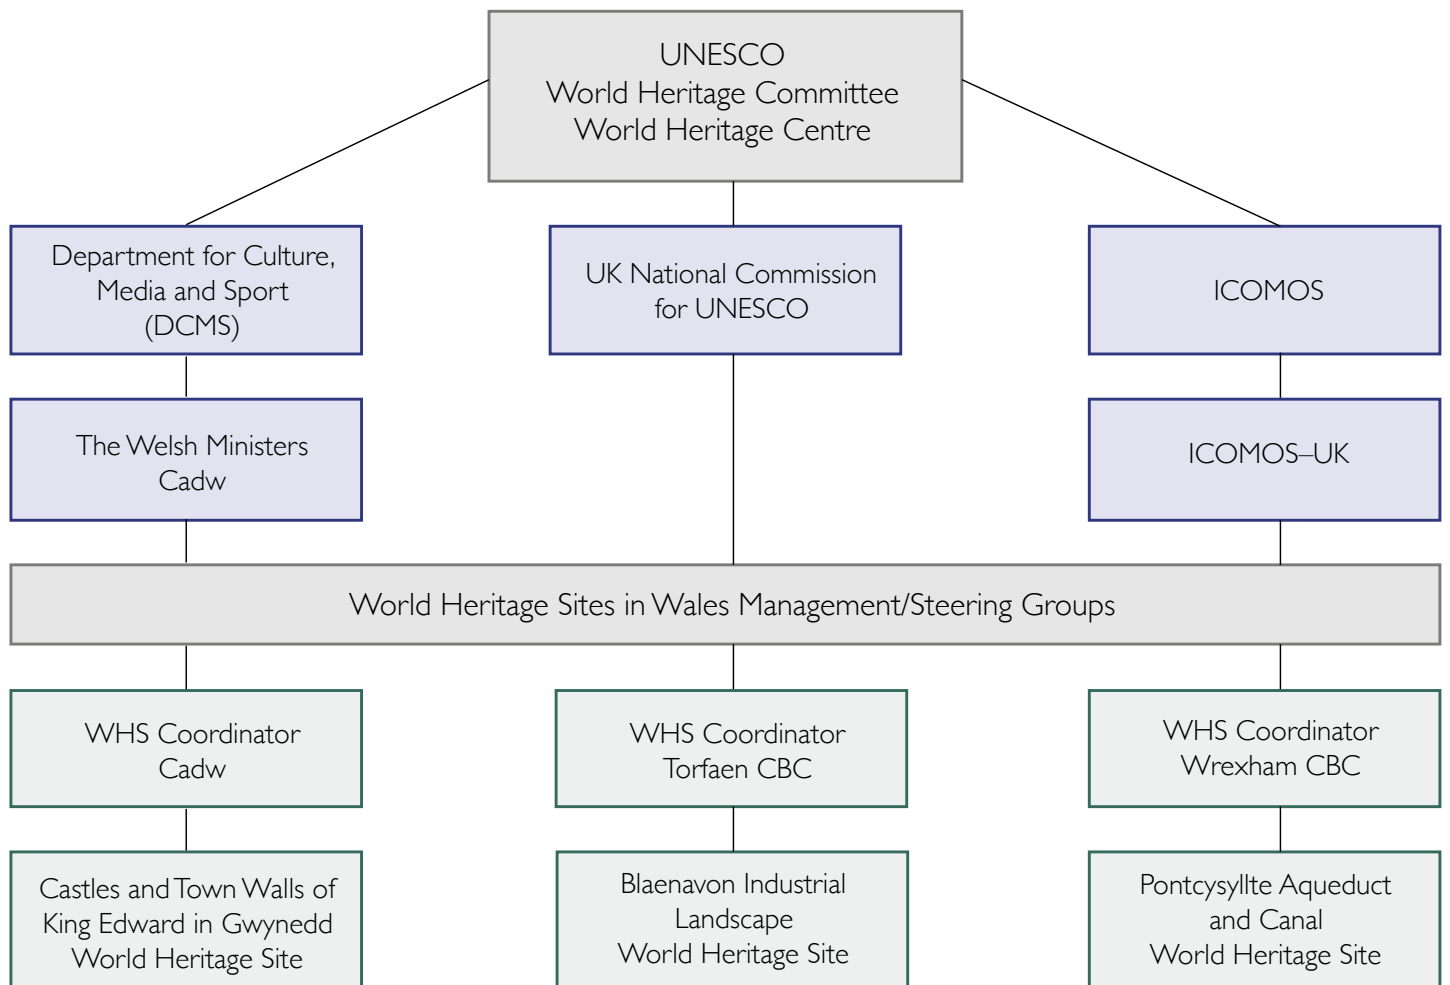 UNESCO
World Heritage Committee
World Heritage Centre
Department for Culture,
Media and Sport
(DCMS)
UK National Commission
for UNESCO
ICOMOS
The Welsh Ministers
Cadw
ICOMOS–UK
World Heritage Sites in Wales Management/Steering Groups
WHS Coordinator
Cadw
WHS Coordinator
Torfaen CBC
WHS Coordinator
Wrexham CBC
Castles and Town Walls of
King Edward in Gwynedd
World Heritage Site
Blaenavon Industrial
Landscape
World Heritage Site
Pontcysyllte Aqueduct
and Canal
World Heritage Site